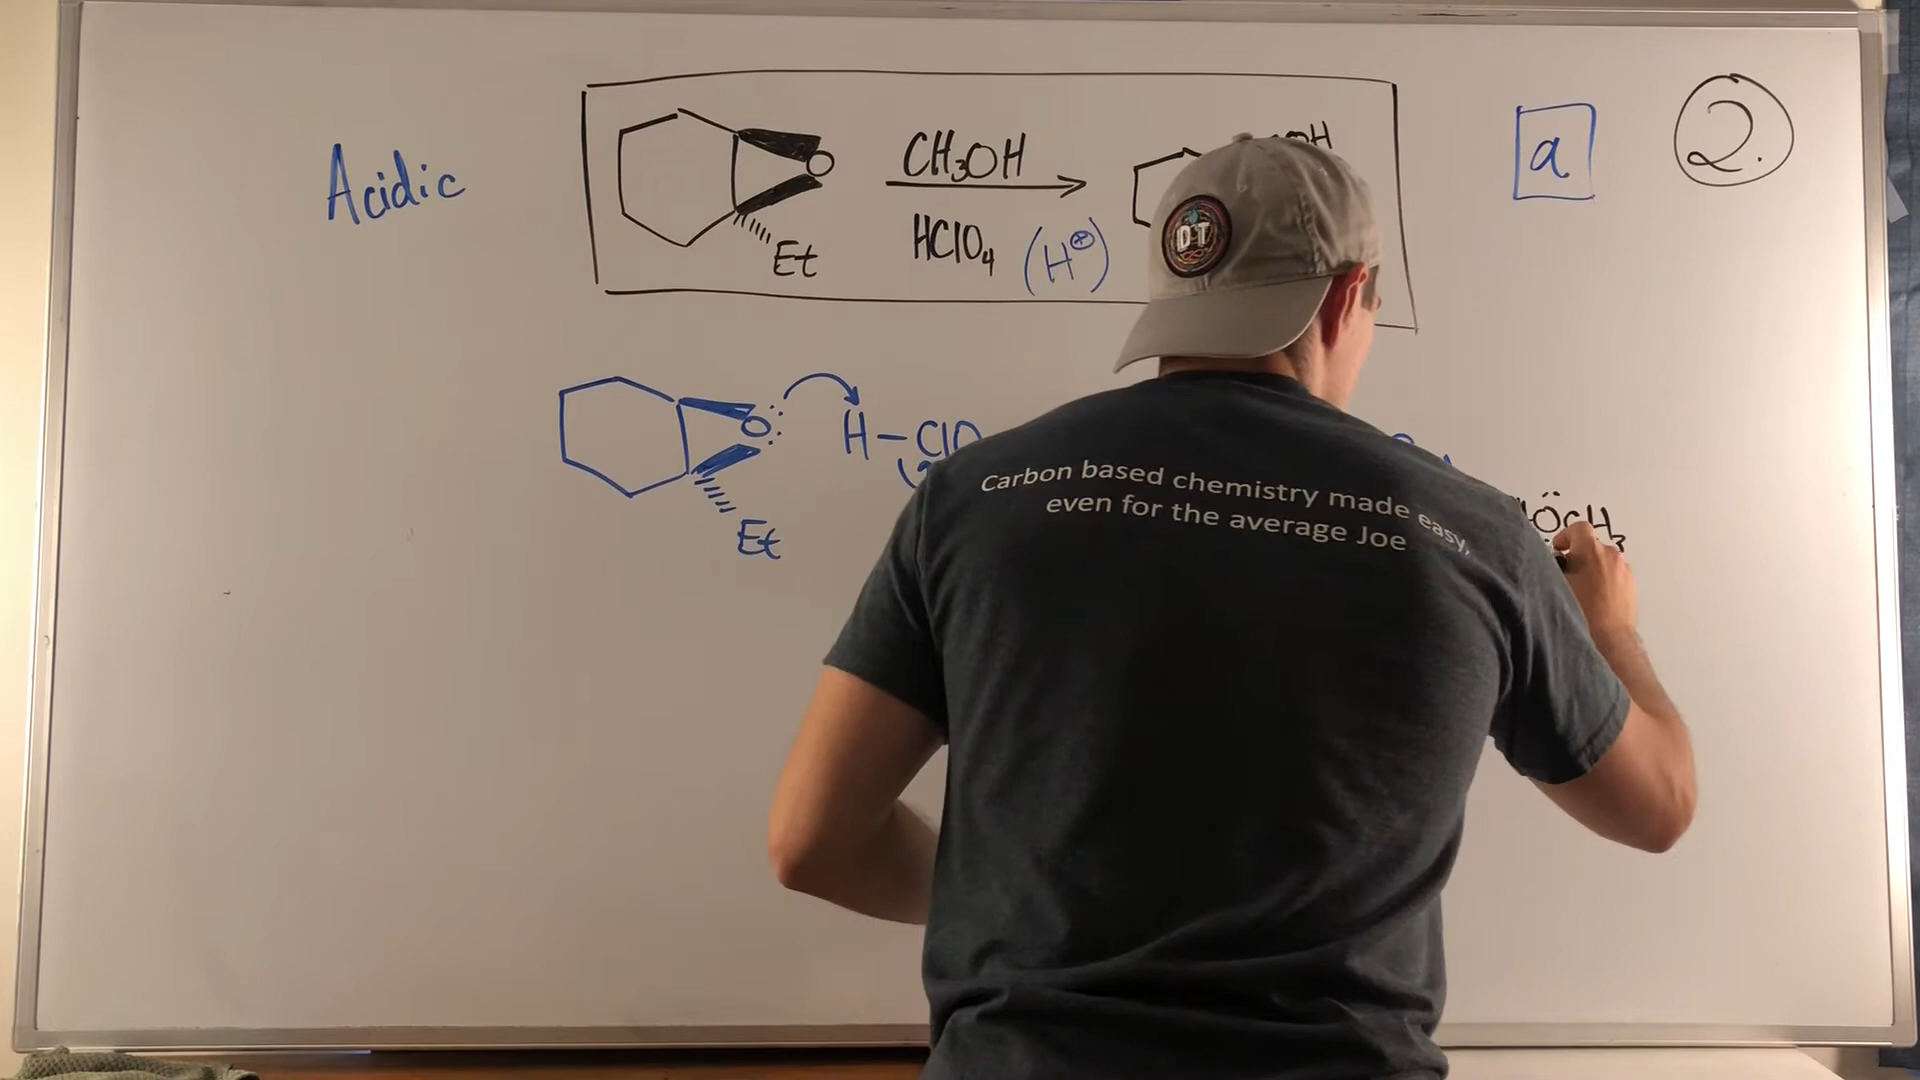 Acidic
O
Et
CH₃OH
HClO₄ (H⊕)
OH
a
2.
DT
O
Et
H-ClO
ÖCH₃
Carbon based chemistry made easy,
even for the average Joe